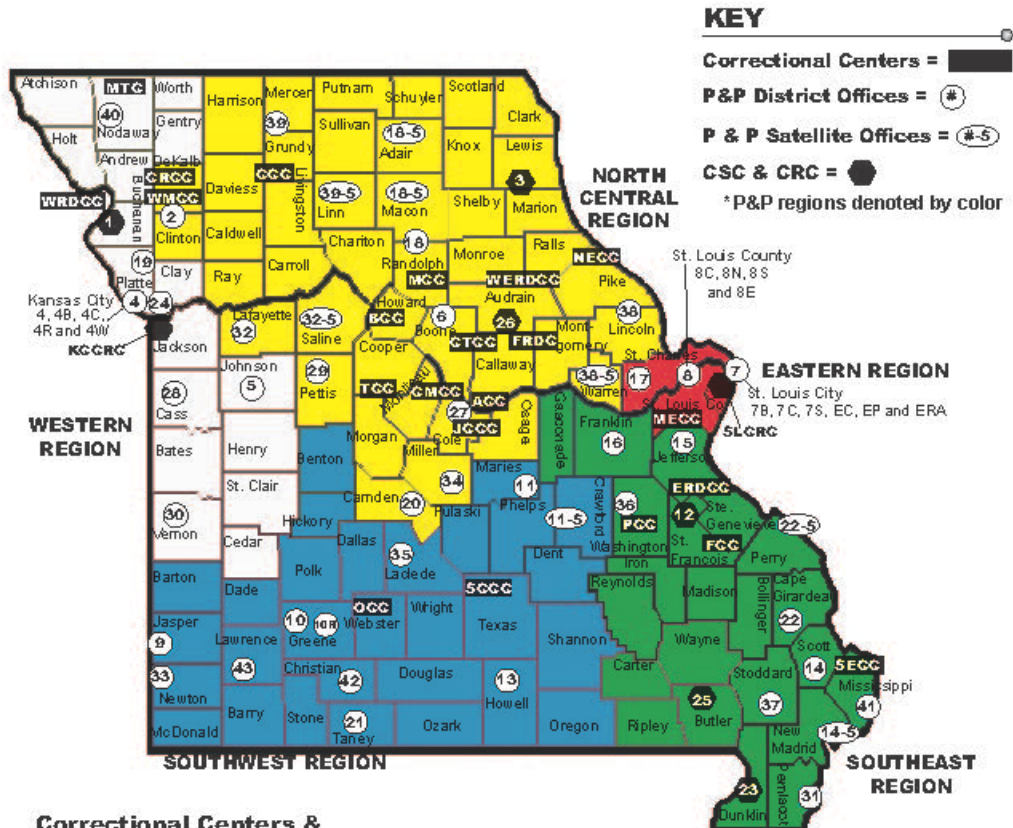 KEY
Correctional Centers =
P&P District Offices = #
P & P Satellite Offices = #-5
CSC & CRC =
*P&P regions denoted by color
Atchison
MTC
Worth
Harrison
Mercer
Putnam
Schuyler
Scotland
Clark
40
Nodaway
Gentry
39
Sullivan
18-5
Adair
Knox
Lewis
Holt
Andrew
DeKalb
Grundy
CRCC
CCC
Daviess
Livingston
39-5
Linn
18-5
Macon
3
NORTH
CENTRAL
REGION
WRDCC
Buchanan
WMCC
1
2
Clinton
Caldwell
Shelby
Marion
Chariton
18
Randolph
Monroe
Ralls
19
Platte
Clay
Ray
Carroll
MCC
WERDCC
NECC
Pike
St. Louis County
8C, 8N, 8S
and 8E
Kansas City
4, 4B, 4C,
4R and 4W
4
24
KCCRC
Lafayette
32
32-5
Saline
Howard
BCC
6
Boone
Audrain
26
38
Lincoln
Jackson
Cooper
CTCC
FRDC
Mont-
gomery
Callaway
St. Charles
8
7
EASTERN REGION
Johnson
5
29
Pettis
TCC
Moniteau
CMCC
ACC
38-5
Warren
17
St. Louis City
7B, 7C, 7S, EC, EP and ERA
St. Louis Co.
SLCRC
28
Cass
27
JCCC
Cole
Osage
Gasconade
Franklin
16
MECC
15
Jefferson
WESTERN
REGION
Bates
Henry
Benton
Morgan
Miller
Maries
St. Clair
Camden
20
34
Pulaski
11
Phelps
11-5
Crawford
36
PCC
Washington
ERDCC
12
Ste.
Genevieve
22-5
30
Vernon
Hickory
Cedar
Dallas
35
Laclede
Dent
St.
Francois
FCC
Perry
Iron
Barton
Dade
Polk
SCCC
Reynolds
Madison
Bollinger
Cape
Girardeau
22
Jasper
9
Lawrence
10
10R
Greene
OCC
Webster
Wright
Texas
Shannon
Wayne
Scott
14
SECC
33
Newton
43
Christian
42
Douglas
13
Howell
Carter
Stoddard
37
Mississippi
41
McDonald
Barry
Stone
21
Taney
Ozark
Oregon
Ripley
25
Butler
New
Madrid
14-5
SOUTHWEST REGION
SOUTHEAST
REGION
23
Dunklin
Pemiscot
31
Correctional Centers &